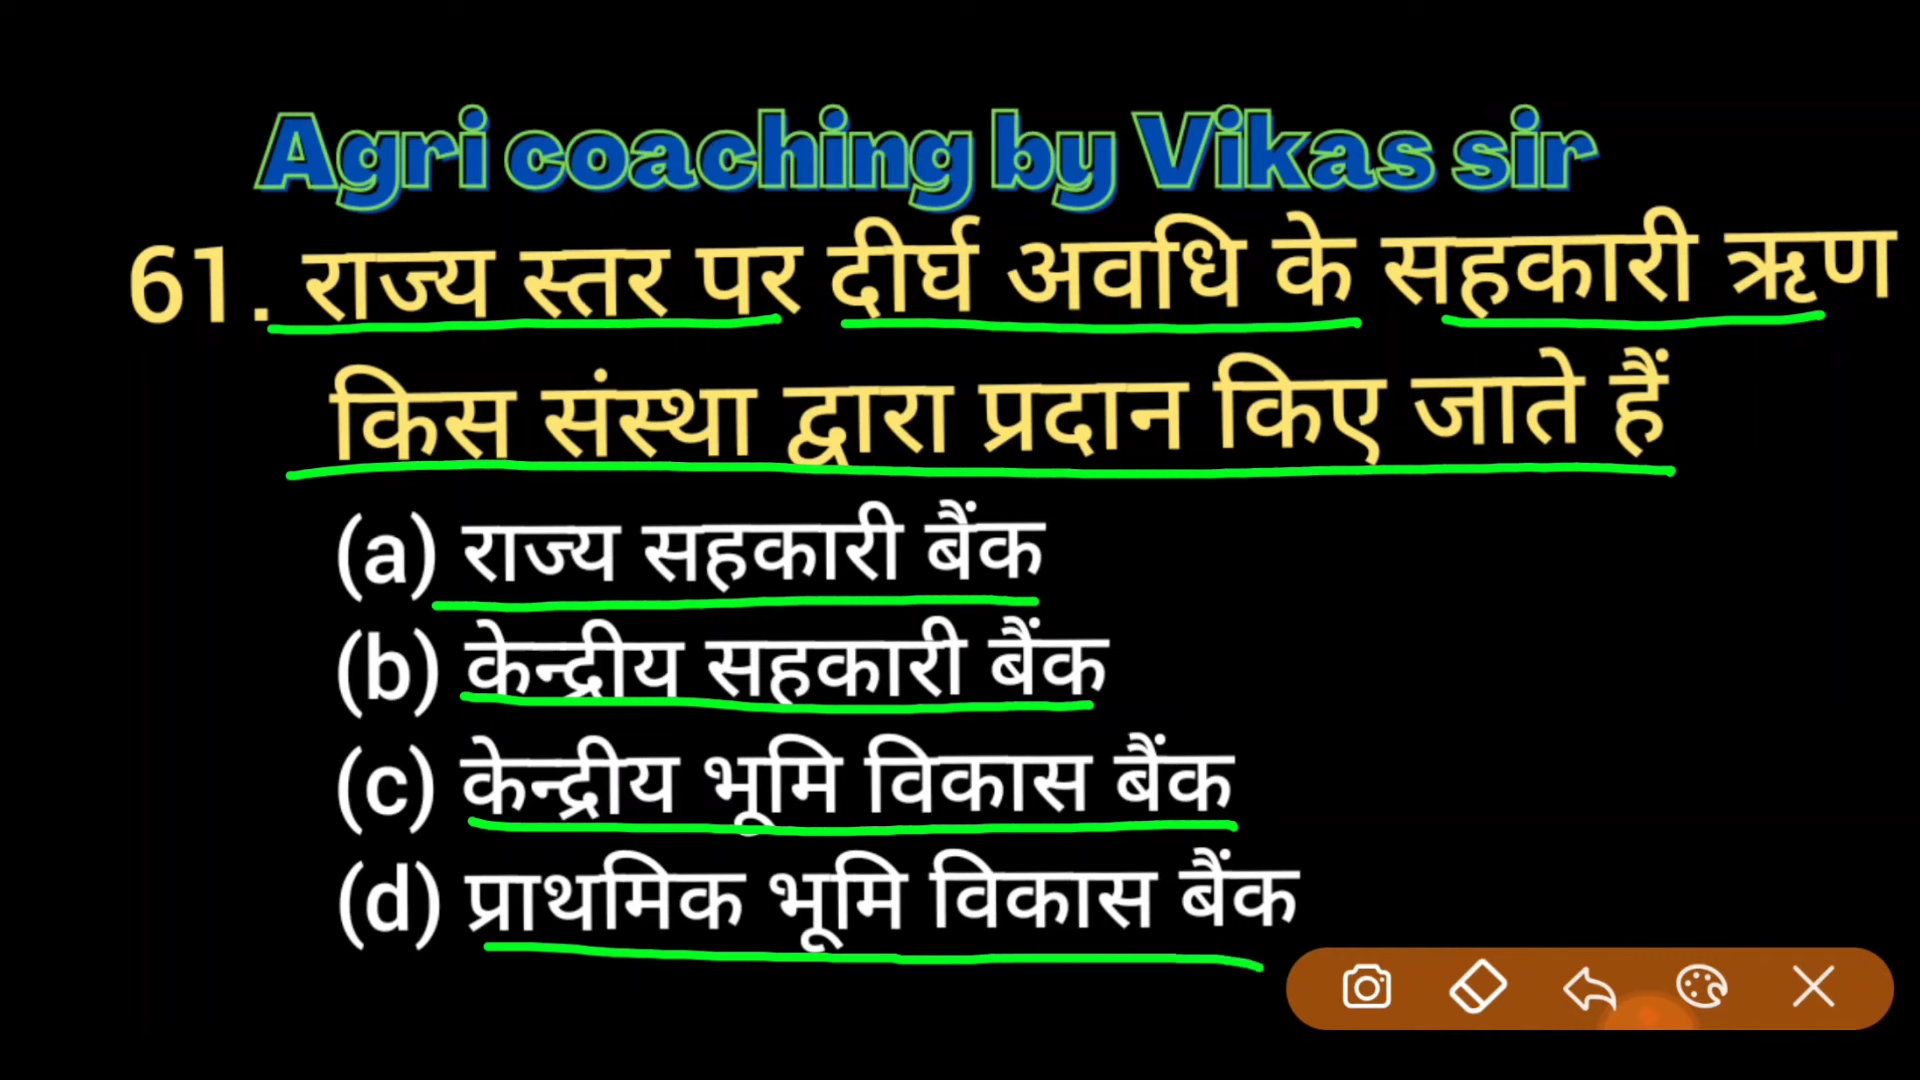 Agri coaching by Vikas sir
61. राज्य स्तर पर दीर्घ अवधि के सहकारी ऋण
किस संस्था द्वारा प्रदान किए जाते हैं
(a) राज्य सहकारी बैंक
(b) केन्द्रीय सहकारी बैंक
(c) केन्द्रीय भूमि विकास बैंक
(d) प्राथमिक भूमि विकास बैंक